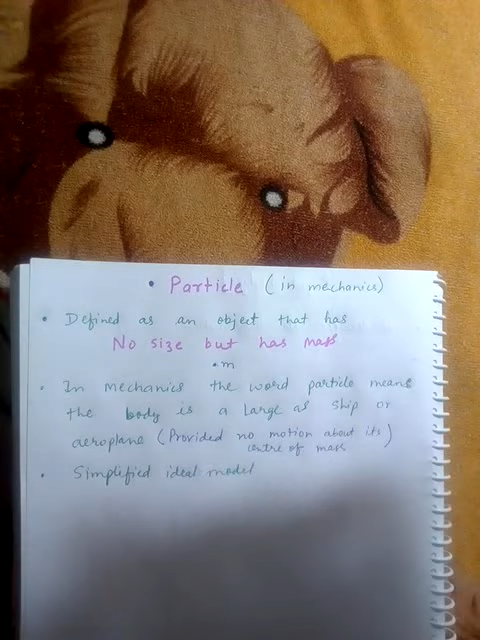 • Particle (in mechanics)
• Defined as an object that has
No size but has mass
•m
• In mechanics the word particle means
the body is a large as ship or
aeroplane (Provided no motion about its
centre of mass)
• Simplified ideal model